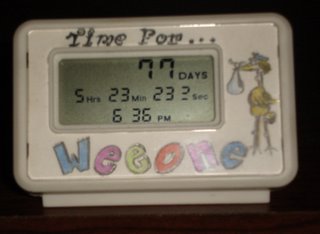 Time For...
77 DAYS
5 Hrs 23 Min 23 Sec
6 36 PM
Weeone